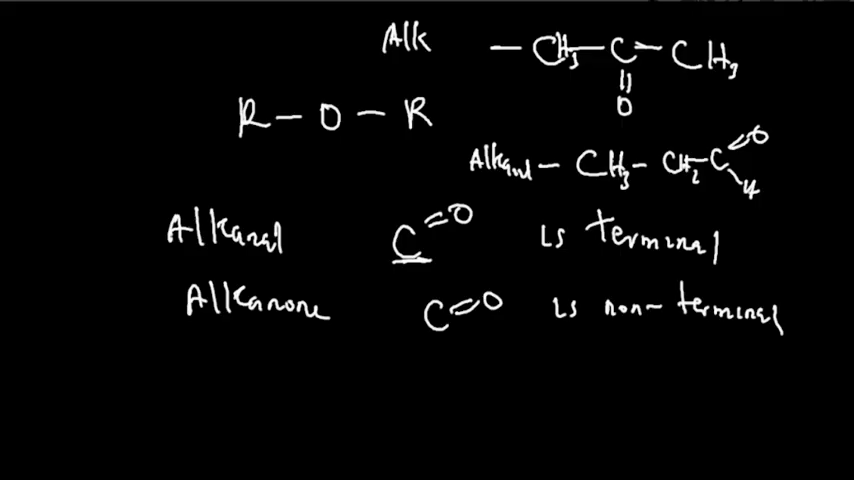 Alk — CH3 — C — CH3
||
O
R — O — R
O
Alkanal — CH3 — CH2 C
H
Alkanal C=O is terminal
Alkanone C=O is non-terminal